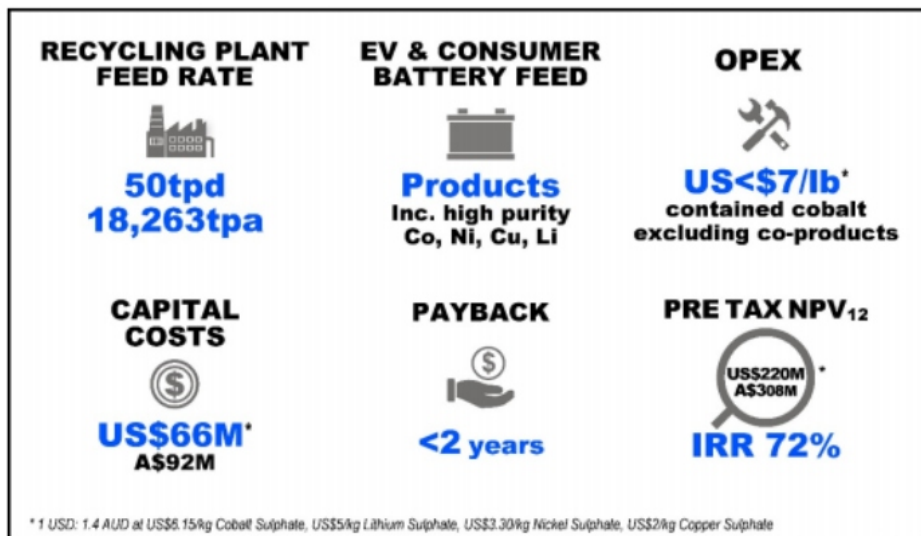 RECYCLING PLANT
FEED RATE
50tpd
18,263tpa
EV & CONSUMER
BATTERY FEED
Products
Inc. high purity
Co, Ni, Cu, Li
OPEX
US<$7/lb*
contained cobalt
excluding co-products
CAPITAL
COSTS
$
US$66M*
A$92M
PAYBACK
$
<2 years
PRE TAX NPV12
US$220M *
A$308M
IRR 72%
* 1 USD: 1.4 AUD at US$6.15/kg Cobalt Sulphate, US$5/kg Lithium Sulphate, US$3.30/kg Nickel Sulphate, US$2/kg Copper Sulphate